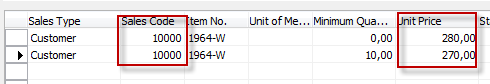 Sales Type Sales Code Item No. Unit of Me... Minimum Qua... Unit Price St
Customer 10000 1964-W 0,00 280,00
Customer 10000 1964-W 10,00 270,00